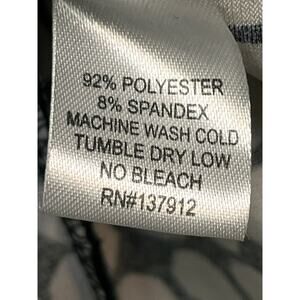 92% POLYESTER
8% SPANDEX
MACHINE WASH COLD
TUMBLE DRY LOW
NO BLEACH
RN#137912